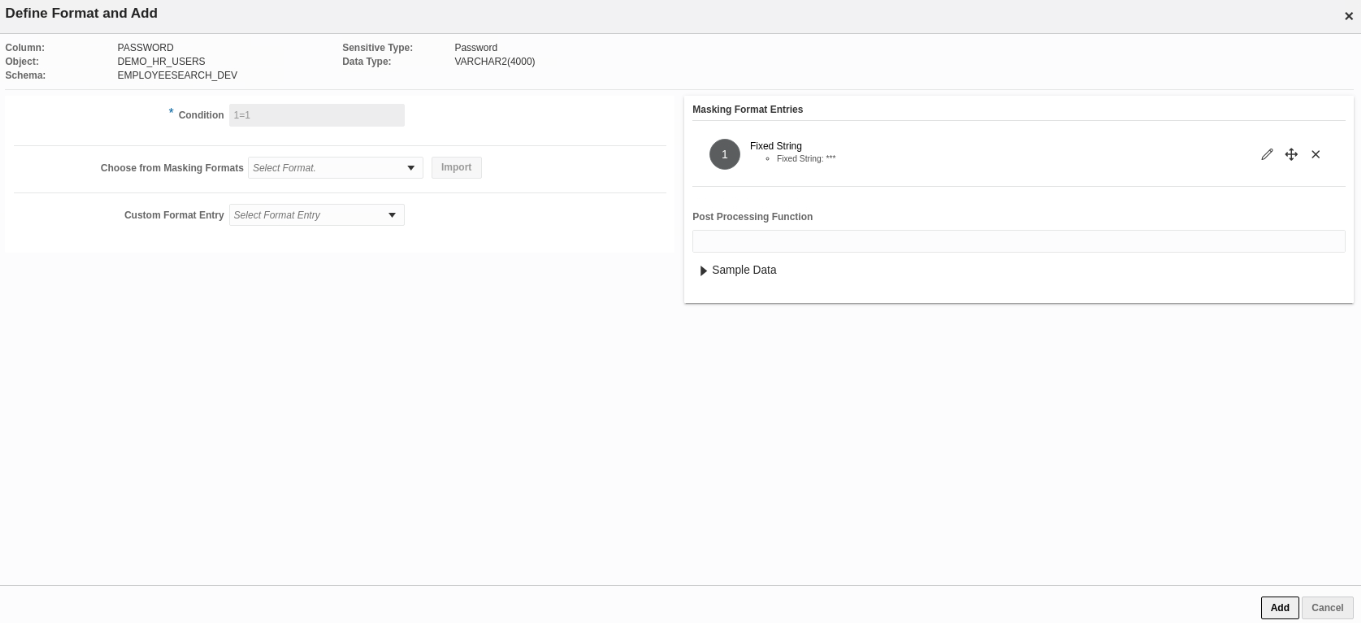 Define Format and Add
Column: PASSWORD Sensitive Type: Password
Object: DEMO_HR_USERS Data Type: VARCHAR2(4000)
Schema: EMPLOYEESEARCH_DEV
* Condition 1=1
Choose from Masking Formats Select Format. Import
Custom Format Entry Select Format Entry
Masking Format Entries
1 Fixed String
Fixed String: ***
Post Processing Function
Sample Data
Add Cancel